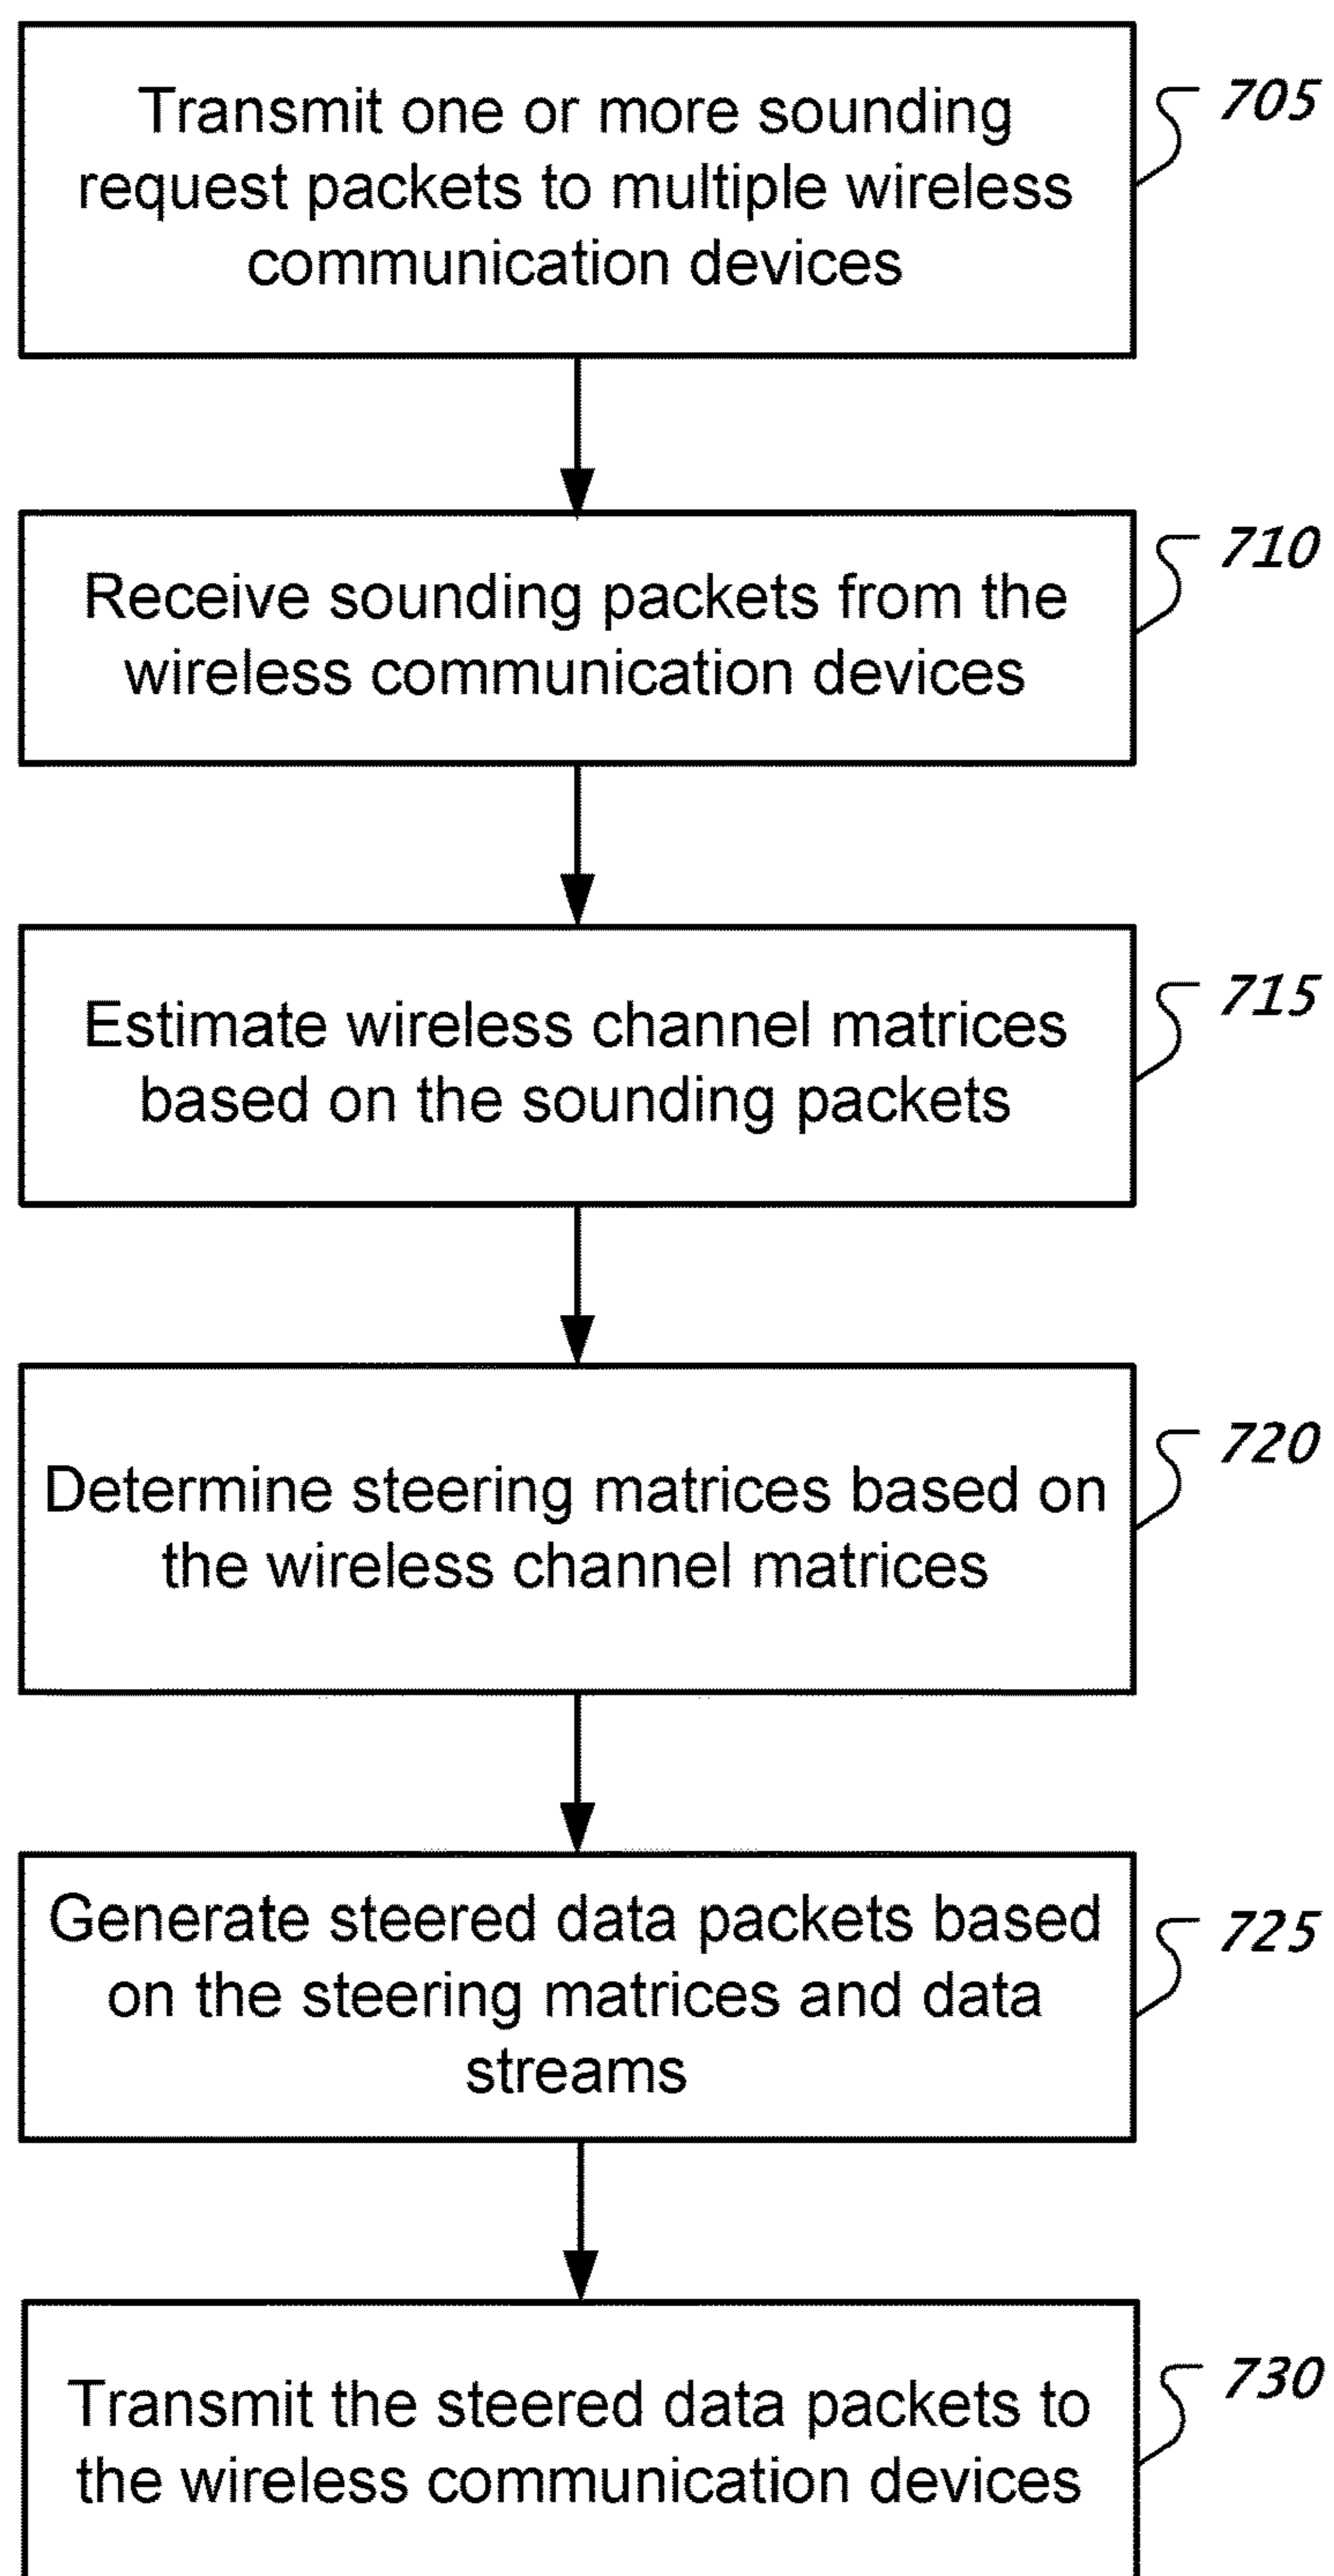 Transmit one or more sounding
request packets to multiple wireless
communication devices
705
Receive sounding packets from the
wireless communication devices
710
Estimate wireless channel matrices
based on the sounding packets
715
Determine steering matrices based on
the wireless channel matrices
720
Generate steered data packets based
on the steering matrices and data
streams
725
Transmit the steered data packets to
the wireless communication devices
730